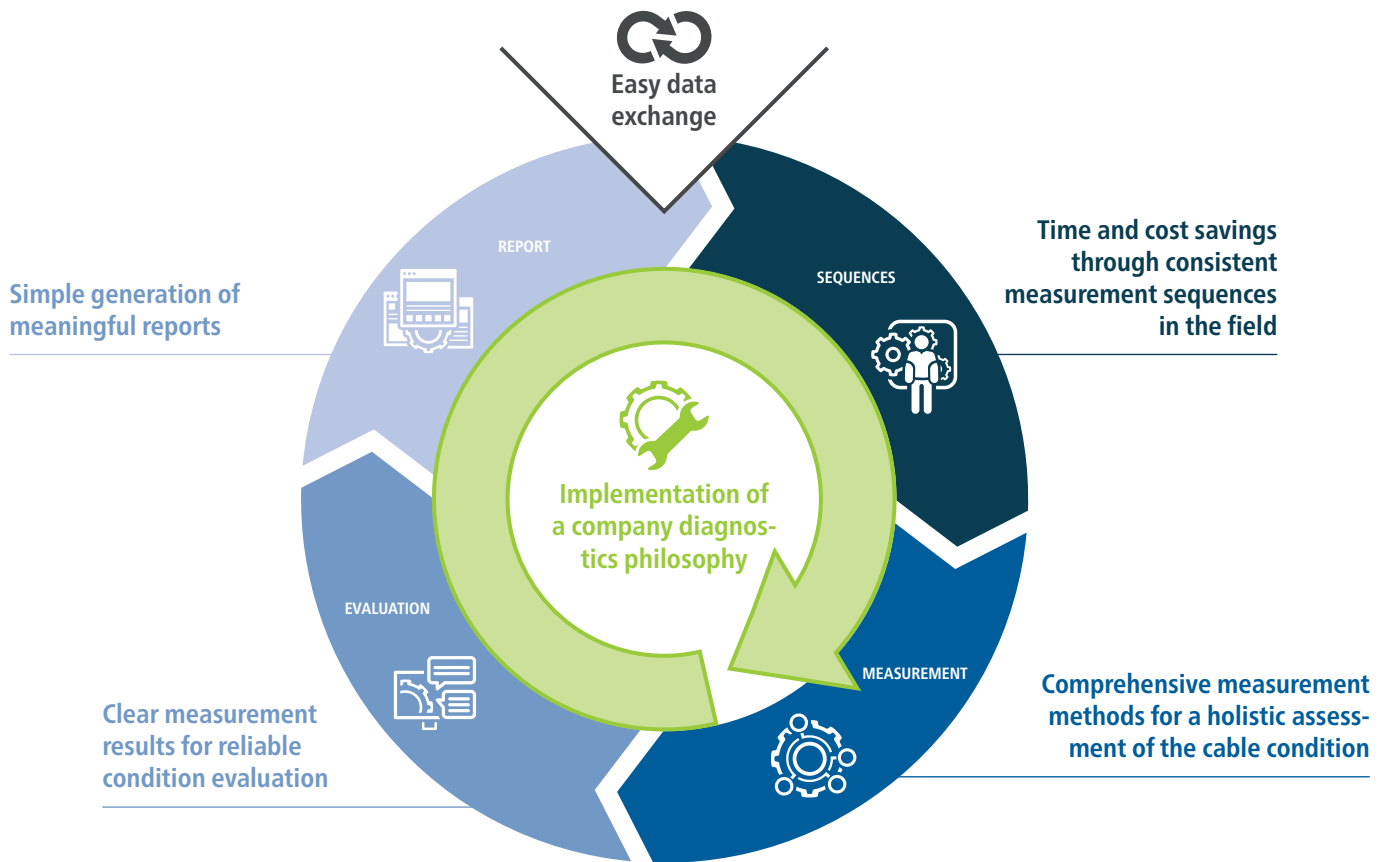 Easy data
exchange
REPORT
SEQUENCES
Time and cost savings
through consistent
measurement sequences
in the field
Simple generation of
meaningful reports
Implementation of
a company diagnos-
tics philosophy
EVALUATION
MEASUREMENT
Comprehensive measurement
methods for a holistic assess-
ment of the cable condition
Clear measurement
results for reliable
condition evaluation